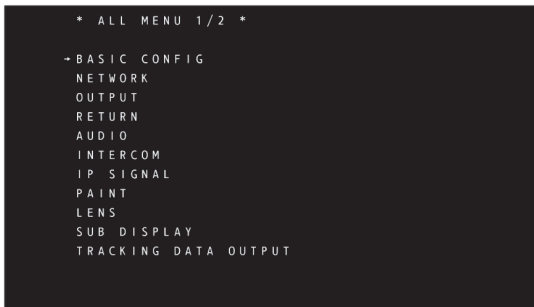 * ALL MENU 1/2 *
→BASIC CONFIG
NETWORK
OUTPUT
RETURN
AUDIO
INTERCOM
IP SIGNAL
PAINT
LENS
SUB DISPLAY
TRACKING DATA OUTPUT